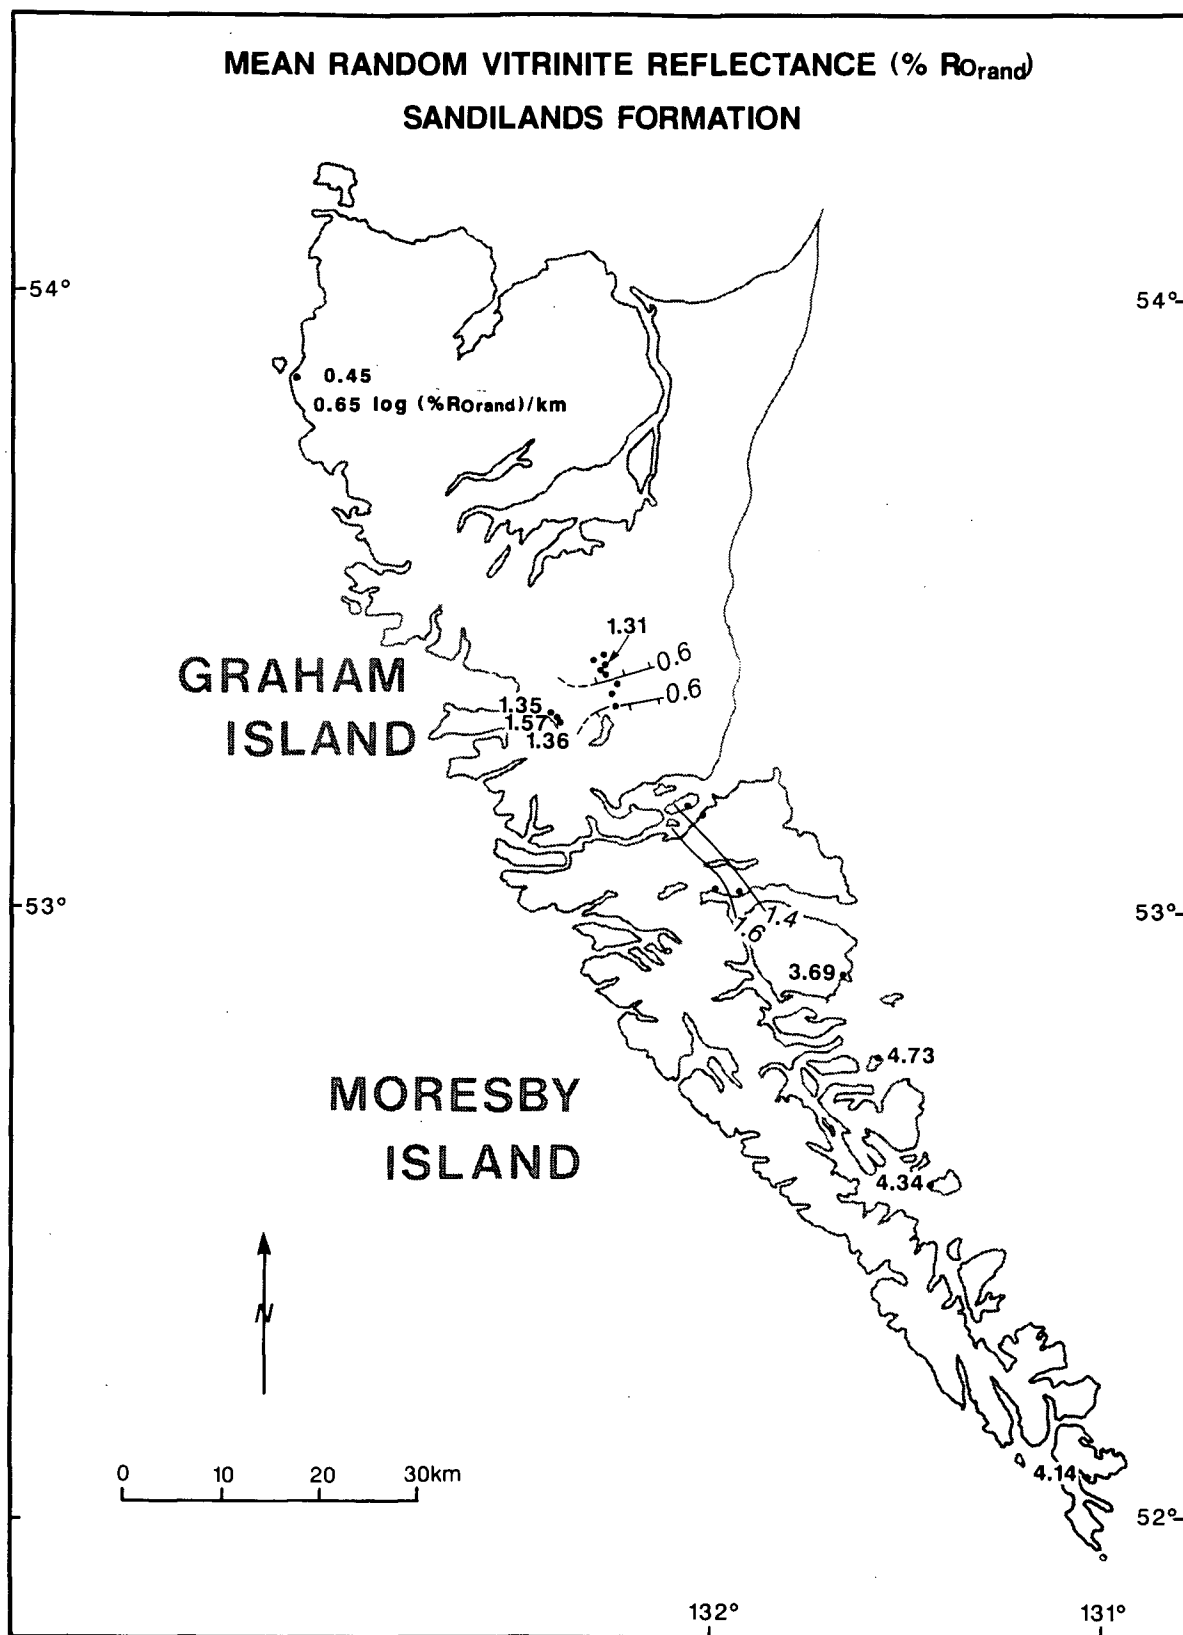 MEAN RANDOM VITRINITE REFLECTANCE (% ROrand)
SANDILANDS FORMATION
54°
54°
0.45
0.65 log (%ROrand)/km
1.31
0.6
GRAHAM
ISLAND
0.6
1.35
1.57
1.36
53°
53°
1.4
1.6
3.69
4.73
MORESBY
ISLAND
4.34
N
0 10 20 30km
4.14
52°
132° 131°